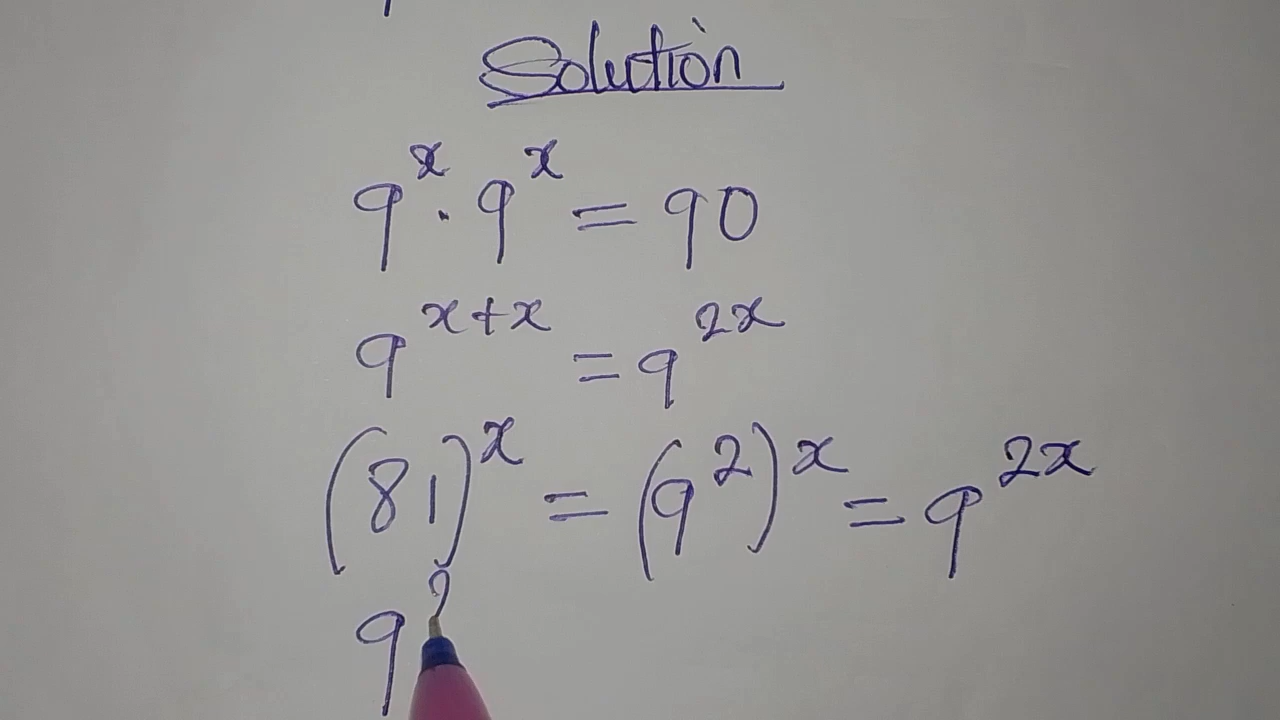 Solution
9^x · 9^x = 90
9^{x+x} = 9^{2x}
(81)^x = (9^2)^x = 9^{2x}
9^2